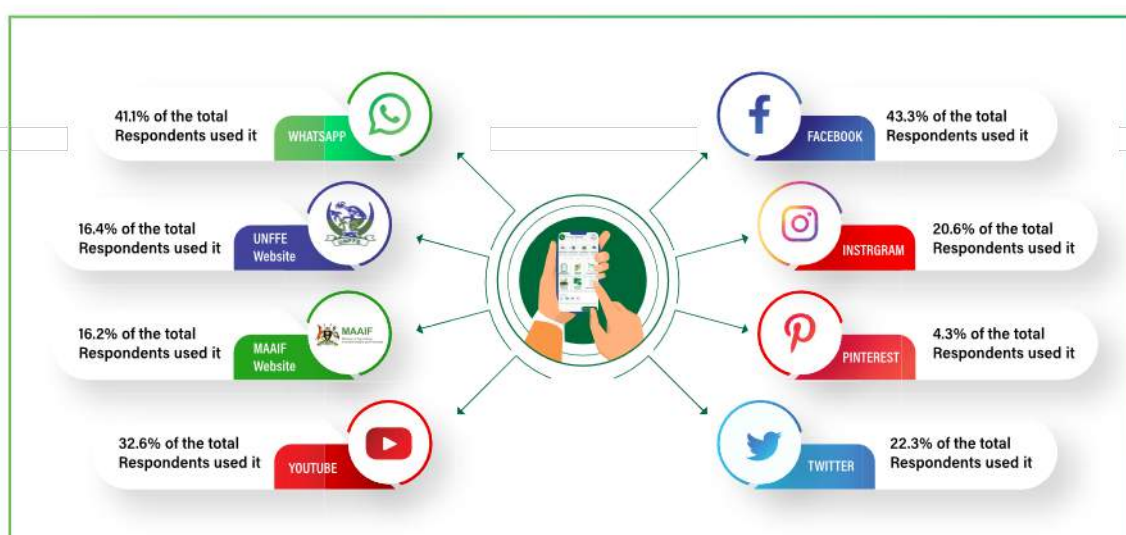 41.1% of the total
Respondents used it
WHATSAPP
43.3% of the total
Respondents used it
FACEBOOK
16.4% of the total
Respondents used it
UNFFE
Website
UNFFE
20.6% of the total
Respondents used it
INSTRGRAM
16.2% of the total
Respondents used it
MAAIF
Website
MAAIF
4.3% of the total
Respondents used it
PINTEREST
32.6% of the total
Respondents used it
YOUTUBE
22.3% of the total
Respondents used it
TWITTER